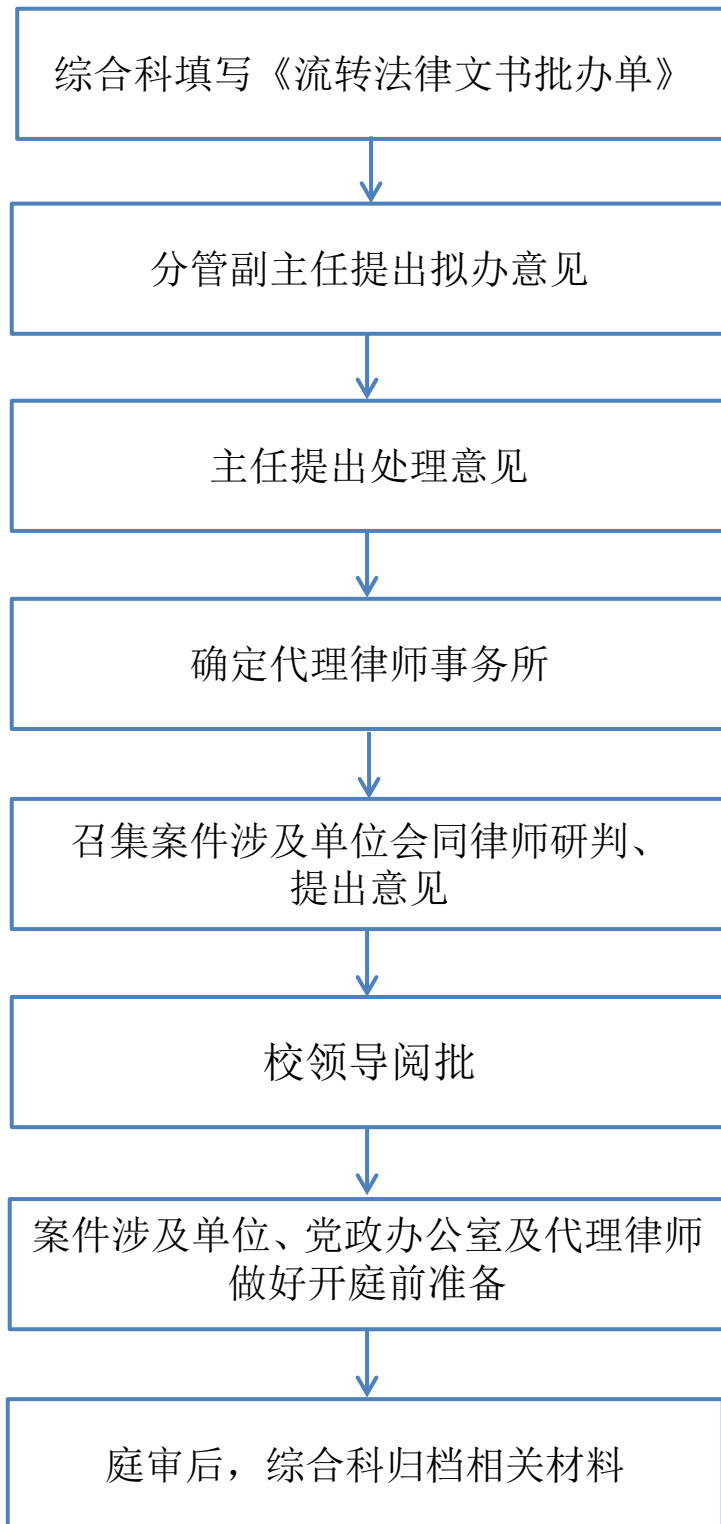 综合科填写《流转法律文书批办单》
分管副主任提出拟办意见
主任提出处理意见
确定代理律师事务所
召集案件涉及单位会同律师研判、
提出意见
校领导阅批
案件涉及单位、党政办公室及代理律师
做好开庭前准备
庭审后，综合科归档相关材料